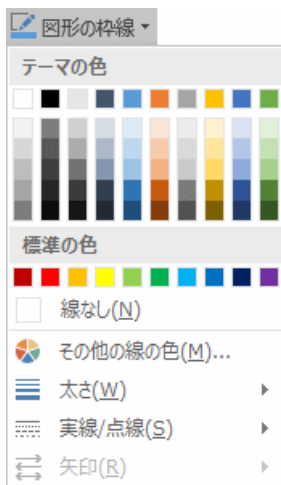 図形の枠線
テーマの色
標準の色
線なし(N)
その他の線の色(M)...
太さ(W)
実線/点線(S)
矢印(R)